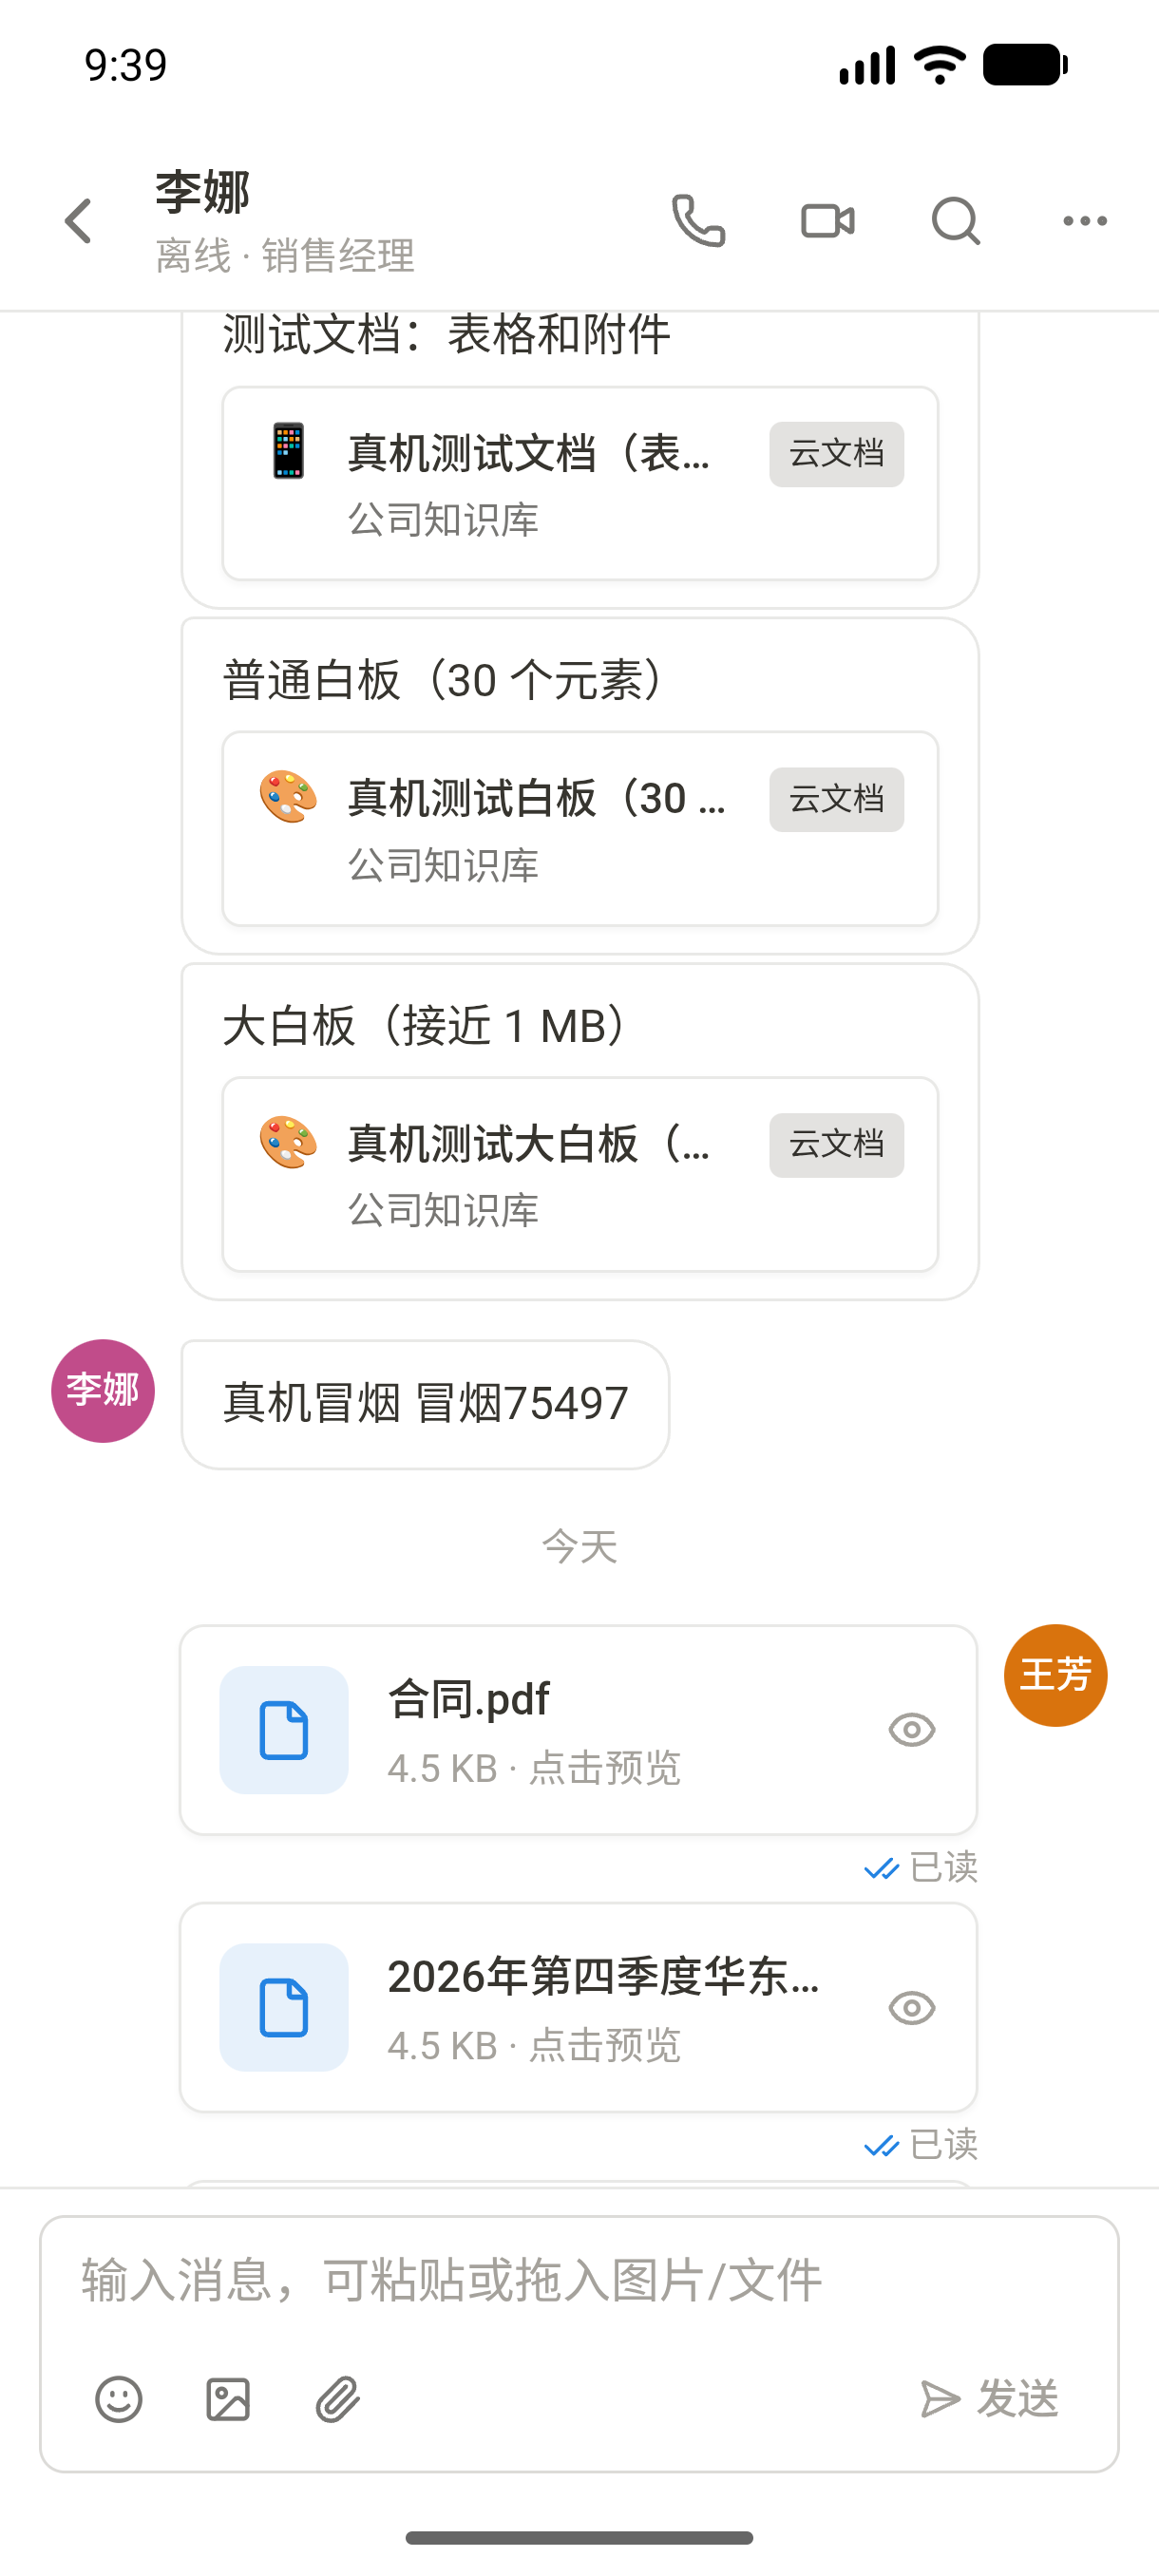 9:39
李娜
离线 · 销售经理
测试文档：表格和附件
真机测试文档（表...
云文档
公司知识库
普通白板（30 个元素）
真机测试白板（30 ...
云文档
公司知识库
大白板（接近 1 MB）
真机测试大白板（...
云文档
公司知识库
李娜
真机冒烟 冒烟75497
今天
王芳
合同.pdf
4.5 KB · 点击预览
已读
2026年第四季度华东...
4.5 KB · 点击预览
已读
输入消息，可粘贴或拖入图片/文件
发送